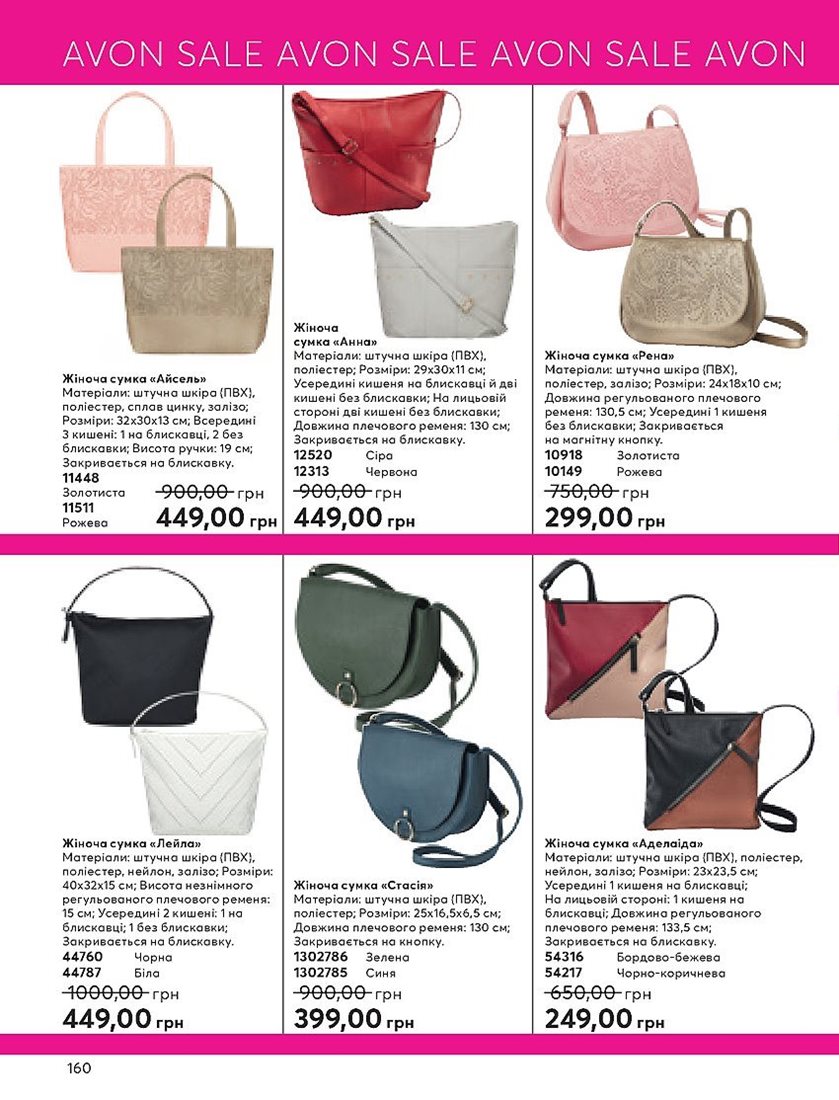 AVON SALE AVON SALE AVON SALE AVON
Жіноча сумка «Айсель»
Матеріали: штучна шкіра (ПВХ),
поліестер, сплав цинку, залізо;
Розміри: 32x30x13 см; Всередині
3 кишені: 1 на блискавці, 2 без
блискавки; Висота ручки: 19 см;
Закривається на блискавку.
11448
Золотиста
11511
Рожева
900,00 грн
449,00 грн
Жіноча
сумка «Анна»
Матеріали: штучна шкіра (ПВХ),
поліестер; Розміри: 29x30x11 см;
Усередині кишеня на блискавці й дві
кишені без блискавки; На лицьовій
стороні дві кишені без блискавки;
Довжина плечового ременя: 130 см;
Закривається на блискавку.
12520 Сіра
12313 Червона
900,00 грн
449,00 грн
Жіноча сумка «Рена»
Матеріали: штучна шкіра (ПВХ),
поліестер, залізо; Розміри: 24x18x10 см;
Довжина регульованого плечового
ременя: 130,5 см; Усередині 1 кишеня
без блискавки; Закривається
на магнітну кнопку.
10918 Золотиста
10149 Рожева
750,00 грн
299,00 грн
Жіноча сумка «Лейла»
Матеріали: штучна шкіра (ПВХ),
поліестер, нейлон, залізо; Розміри:
40x32x15 см; Висота незнімного
регульованого плечового ременя:
15 см; Усередині 2 кишені: 1 на
блискавці; 1 без блискавки;
Закривається на блискавку.
44760 Чорна
44787 Біла
1000,00 грн
449,00 грн
Жіноча сумка «Стасія»
Матеріали: штучна шкіра (ПВХ),
поліестер; Розміри: 25x16,5x6,5 см;
Довжина плечового ременя: 130 см;
Закривається на кнопку.
1302786 Зелена
1302785 Синя
900,00 грн
399,00 грн
Жіноча сумка «Аделаіда»
Матеріали: штучна шкіра (ПВХ), поліестер,
нейлон, залізо; Розміри: 23x23,5 см;
Усередині 1 кишеня на блискавці;
На лицьовій стороні: 1 кишеня на
блискавці; Довжина регульованого
плечового ременя: 133,5 см;
Закривається на блискавку.
54316 Бордово-бежева
54217 Чорно-коричнева
650,00 грн
249,00 грн
160